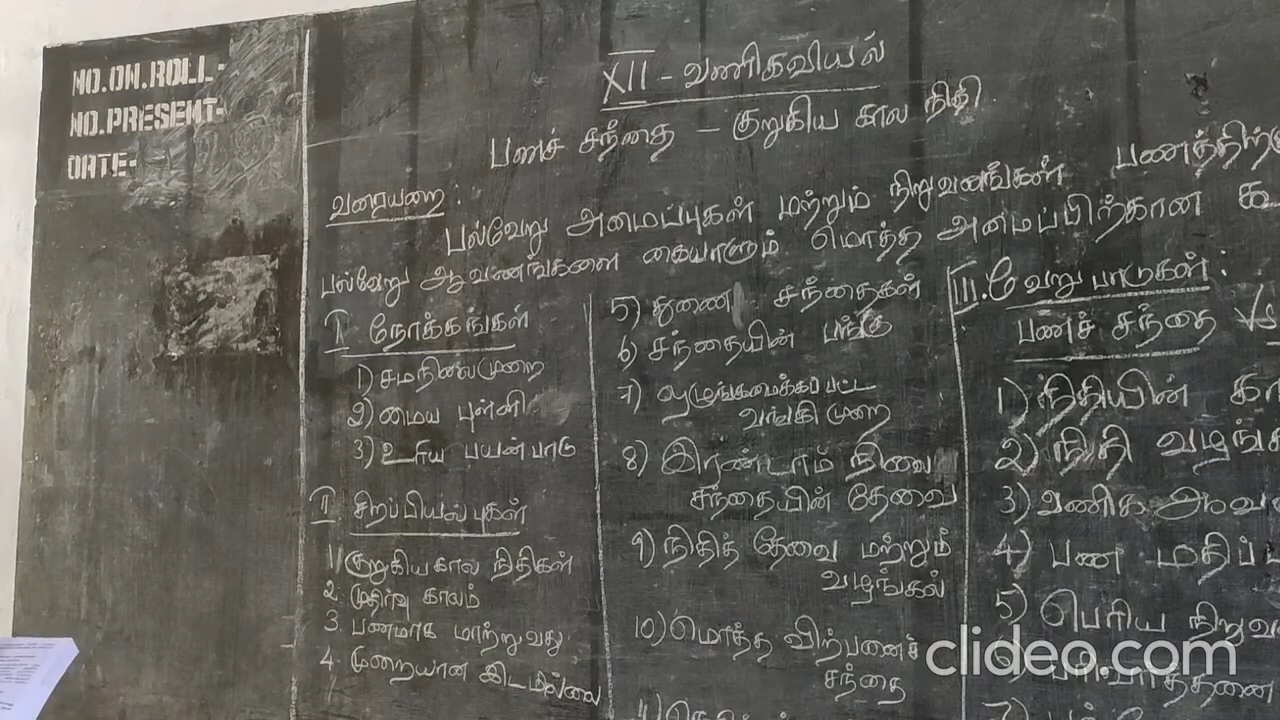 NO.ON.ROLL-
NO.PRESENT-
DATE-
XII - வணிகவியல்
பணச் சந்தை - குறுகிய கால நிதி
வரையறை :
பல்வேறு அமைப்புகள் மற்றும் நிறுவனங்கள்
பல்வேறு ஆவணங்களை கையாளும் மொத்த அமைப்பிற்கான
I நோக்கங்கள்
1) சமநிலைமுறை
2) மைய புள்ளி
3) உரிய பயன்பாடு
II சிறப்பியல்புகள்
1) குறுகிய கால நிதிகள்
2. முதிர்வு காலம்
3. பணமாக மாற்றுவது
4. முறையான இடமில்லை
5) துணை சந்தைகள்
6) சந்தையின் பங்கு
7) ஒழுங்கமைக்கப்பட்ட
வங்கி முறை
8) இரண்டாம் நிலை
சந்தையின் தேவை
9) நிதித் தேவை மற்றும்
வழங்கல்
10) மொத்த விற்பனைச்
சந்தை
III. வேறுபாடுகள் :
பணச் சந்தை Vs
1) நிதியின்
2) நிதி
3) வணிக
4) பண
5) பெரிய
clideo.com